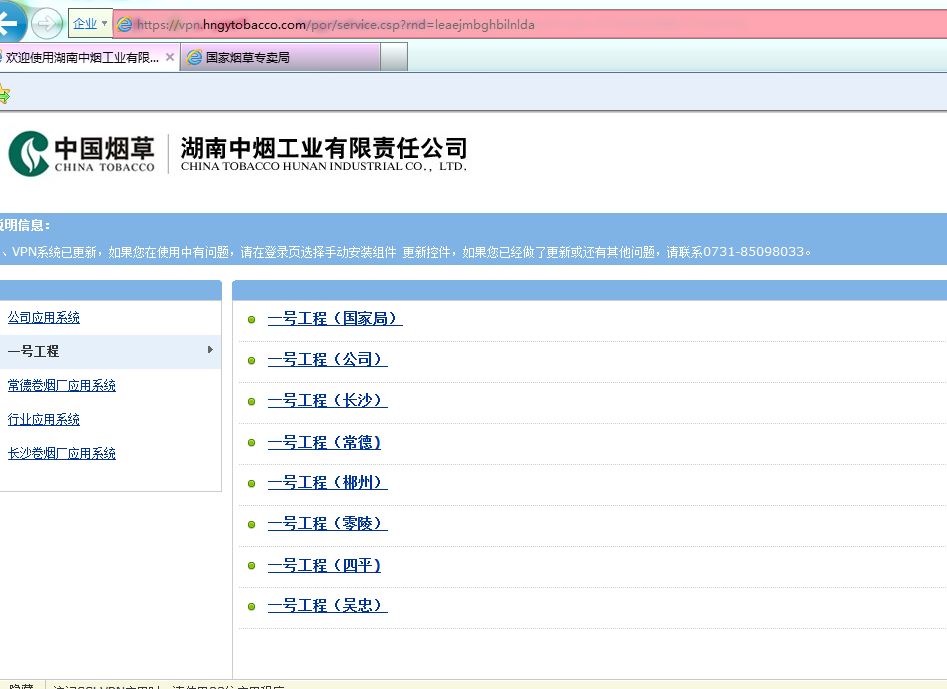 企业
https://vpn.hngytobacco.com/por/service.csp?rnd=leaejmbghbilnlda
欢迎使用湖南中烟工业有限...
国家烟草专卖局
中国烟草
CHINA TOBACCO
湖南中烟工业有限责任公司
CHINA TOBACCO HUNAN INDUSTRIAL CO., LTD.
说明信息：
、VPN系统已更新，如果您在使用中有问题，请在登录页选择手动安装组件 更新控件，如果您已经做了更新或还有其他问题，请联系0731-85098033。
公司应用系统
一号工程
常德卷烟厂应用系统
行业应用系统
长沙卷烟厂应用系统
一号工程（国家局）
一号工程（公司）
一号工程（长沙）
一号工程（常德)
一号工程（郴州）
一号工程（零陵）
一号工程（四平)
一号工程（吴忠）
隐藏